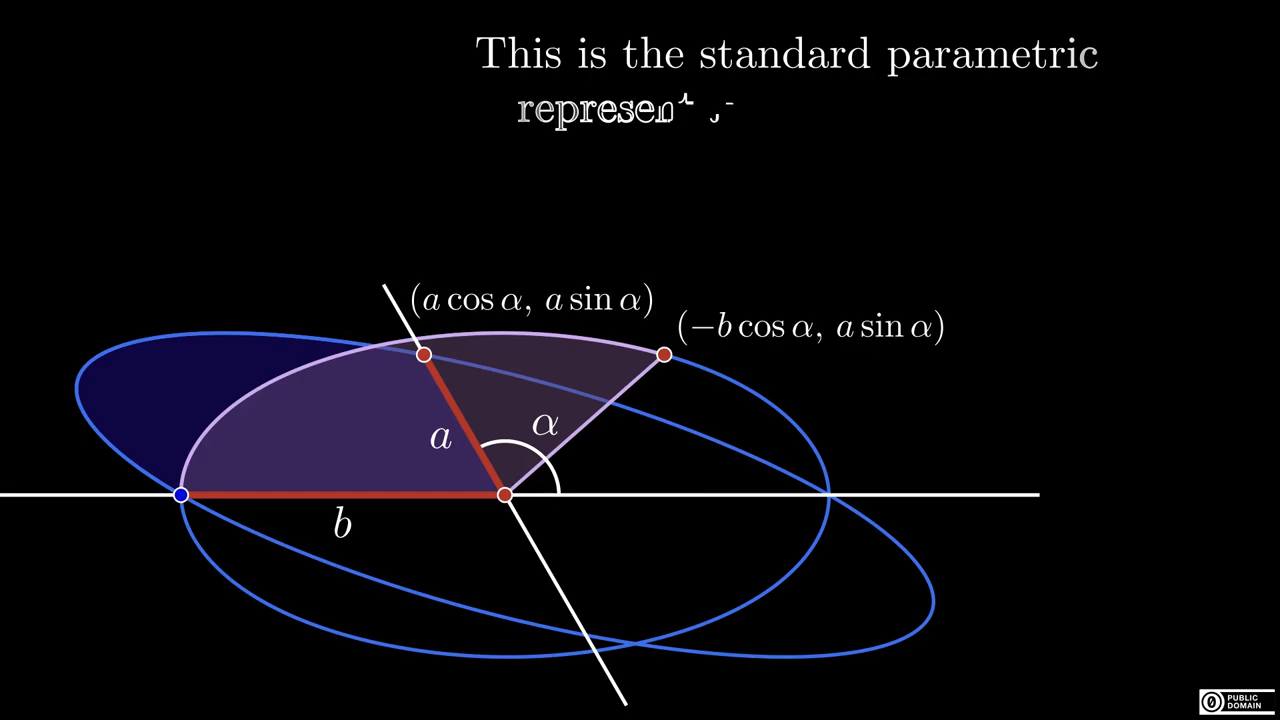 This is the standard parametric
(a cos α, a sin α)
(−b cos α, a sin α)
a
α
b
PUBLIC
DOMAIN